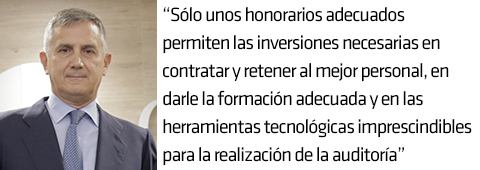 “Sólo unos honorarios adecuados
permiten las inversiones necesarias en
contratar y retener al mejor personal, en
darle la formación adecuada y en las
herramientas tecnológicas imprescindibles
para la realización de la auditoría”